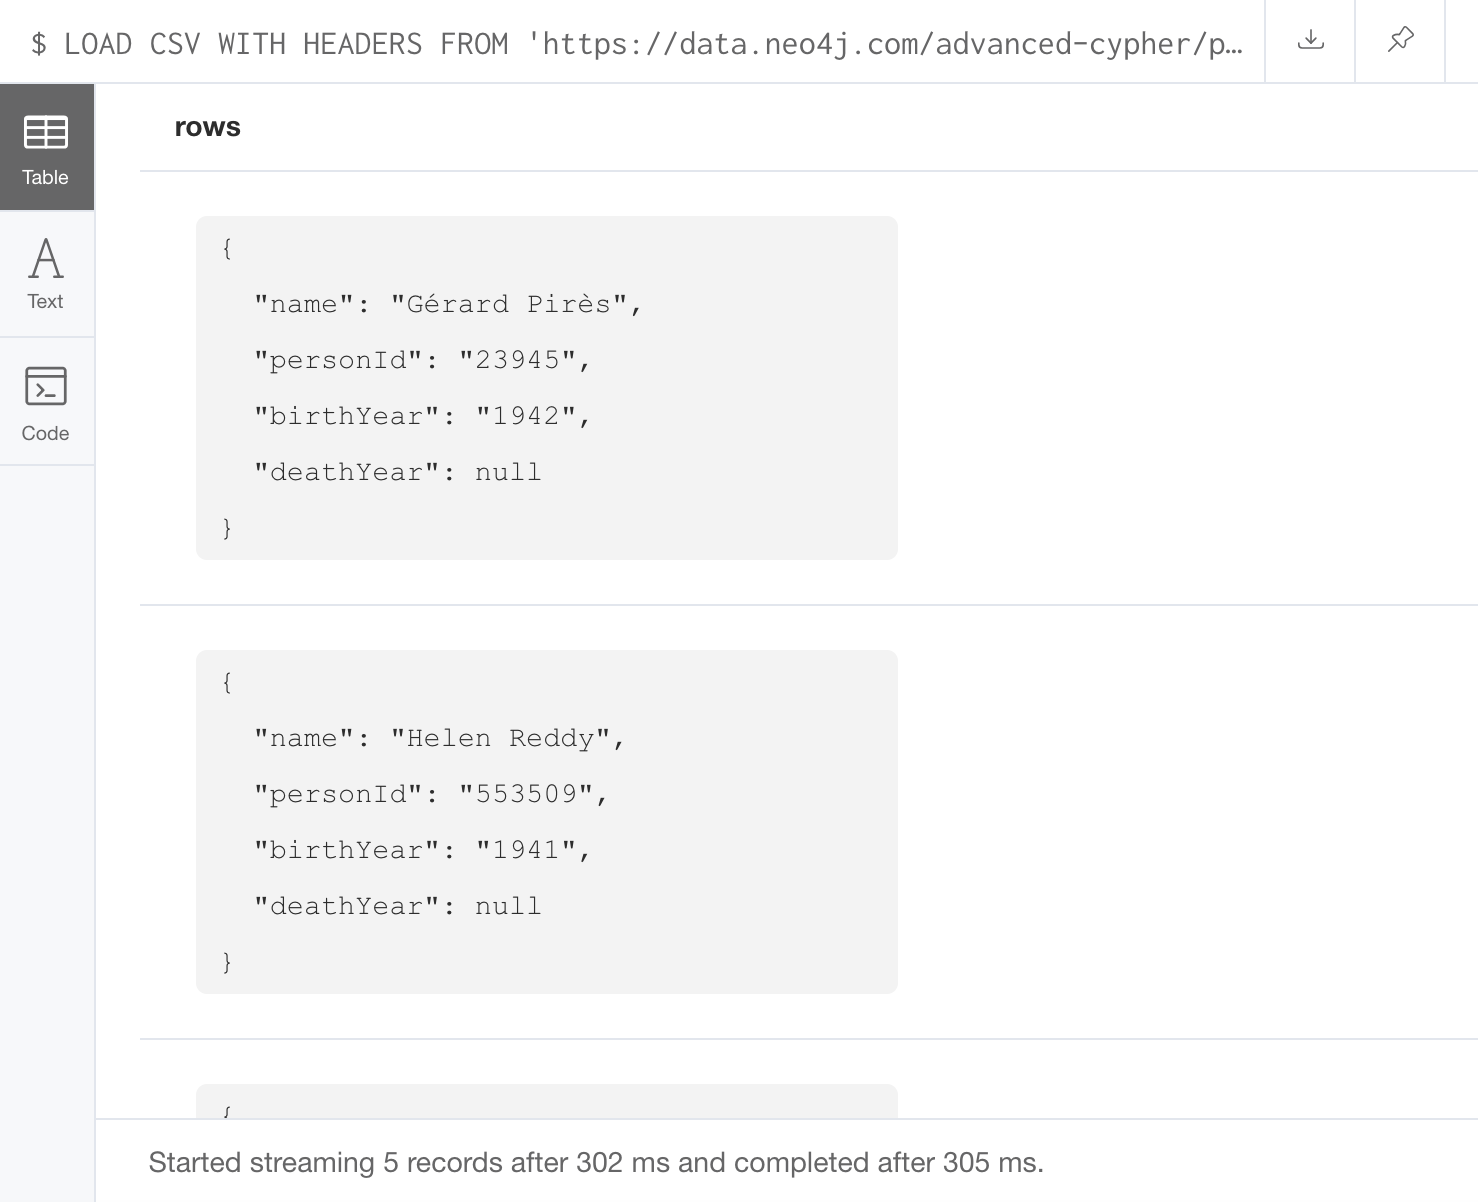 $ LOAD CSV WITH HEADERS FROM 'https://data.neo4j.com/advanced-cypher/p…
rows
Table
{
"name": "Gérard Pirès",
Text
"personId": "23945",
"birthYear": "1942",
Code
"deathYear": null
}
{
"name": "Helen Reddy",
"personId": "553509",
"birthYear": "1941",
"deathYear": null
}
{
Started streaming 5 records after 302 ms and completed after 305 ms.